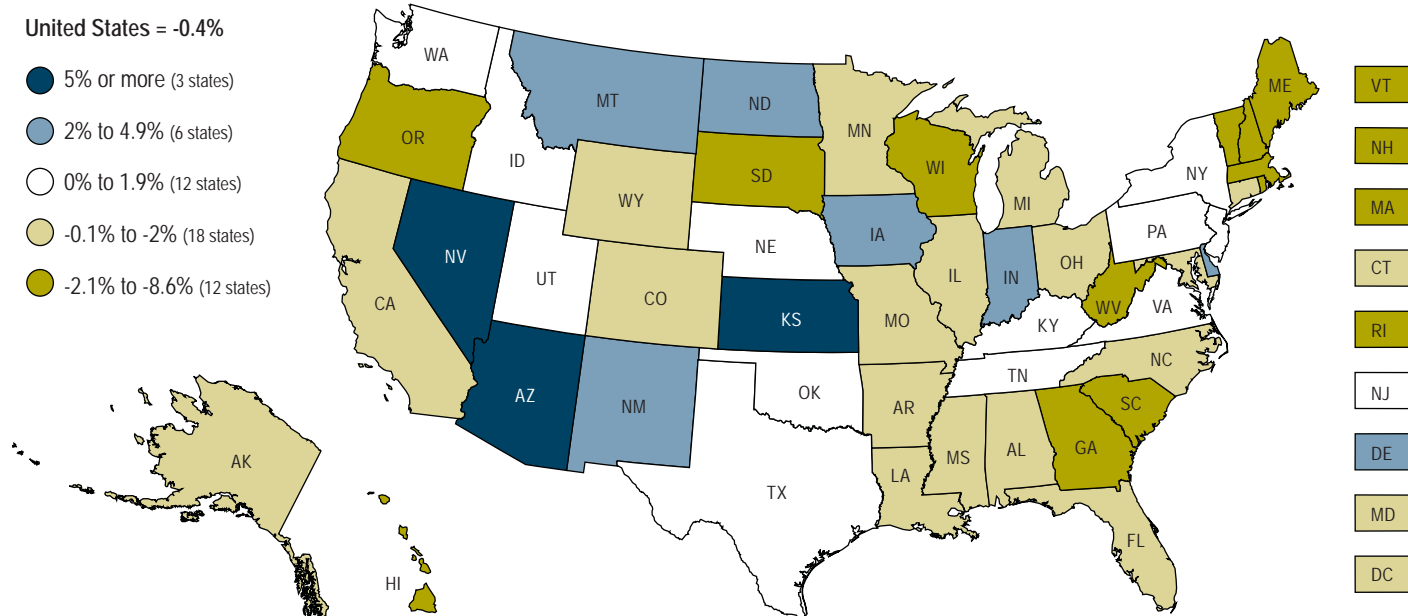 United States = -0.4%
5% or more (3 states)
2% to 4.9% (6 states)
0% to 1.9% (12 states)
-0.1% to -2% (18 states)
-2.1% to -8.6% (12 states)
WA
OR
CA
NV
ID
MT
WY
UT
AZ
CO
NM
ND
SD
NE
KS
OK
TX
MN
IA
MO
AR
LA
WI
IL
MS
MI
IN
OH
KY
TN
AL
GA
FL
SC
NC
VA
WV
PA
NY
ME
AK
HI
VT
NH
MA
CT
RI
NJ
DE
MD
DC